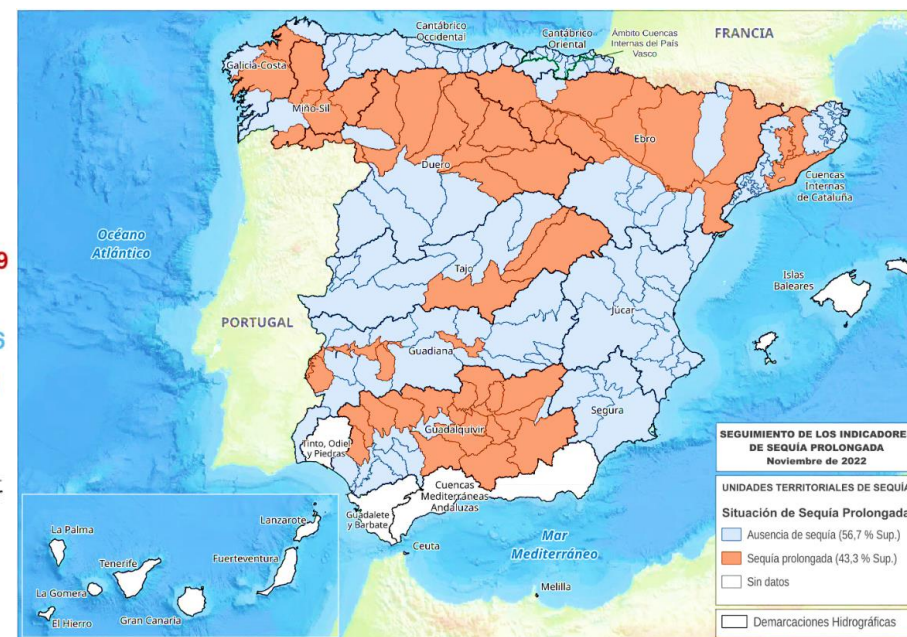 Cantábrico
Occidental
Cantábrico
Oriental
Ámbito Cuencas
Internas del País
Vasco
FRANCIA
Galicia-Costa
Miño-Sil
Ebro
Duero
Cuencas
Internas
de Cataluña
Océano
Atlántico
9
Tajo
Islas
Baleares
Júcar
PORTUGAL
6
Guadiana
Segura
Guadalquivir
Tinto, Odiel
y Piedras
Cuencas
Mediterráneas
Andaluzas
Guadalete
y Barbate
Ceuta
Mar
Mediterráneo
Melilla
La Palma
Lanzarote
Tenerife
Fuerteventura
La Gomera
El Hierro
Gran Canaria
SEGUIMIENTO DE LOS INDICADORE
DE SEQUÍA PROLONGADA
Noviembre de 2022
UNIDADES TERRITORIALES DE SEQUÍA
Situación de Sequía Prolongada
Ausencia de sequía (56,7 % Sup.)
Sequía prolongada (43,3 % Sup.)
Sin datos
Demarcaciones Hidrográficas